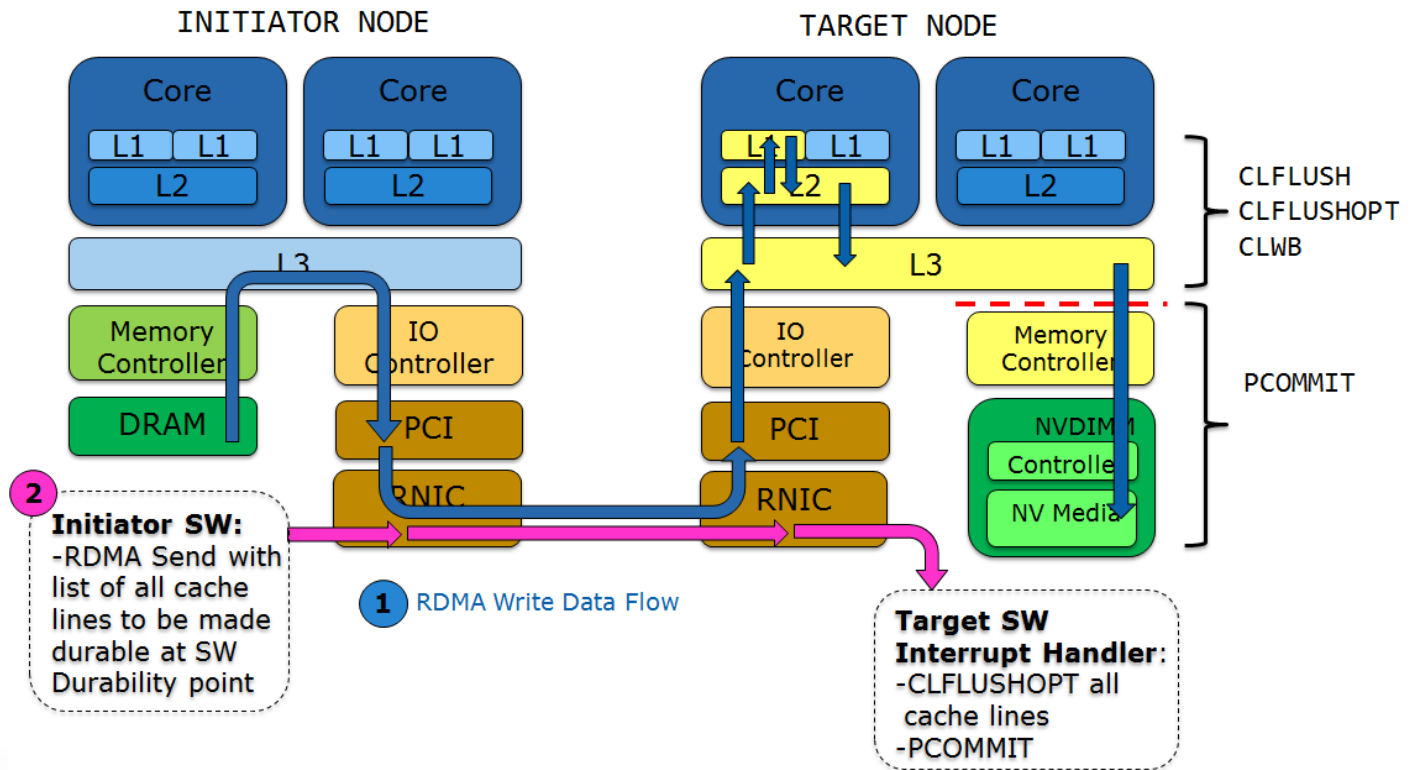 INITIATOR NODE
TARGET NODE
Core
Core
Core
Core
L1
L1
L1
L1
L1
L1
L1
L1
L2
L2
L2
L2
CLFLUSH
CLFLUSHOPT
CLWB
L3
L3
Memory
Controller
IO
Controller
IO
Controller
Memory
Controller
PCOMMIT
DRAM
PCI
PCI
NVDIMM
Controller
RNIC
RNIC
NV Media
2
Initiator SW:
-RDMA Send with
list of all cache
lines to be made
durable at SW
Durability point
1
RDMA Write Data Flow
Target SW
Interrupt Handler:
-CLFLUSHOPT all
cache lines
-PCOMMIT